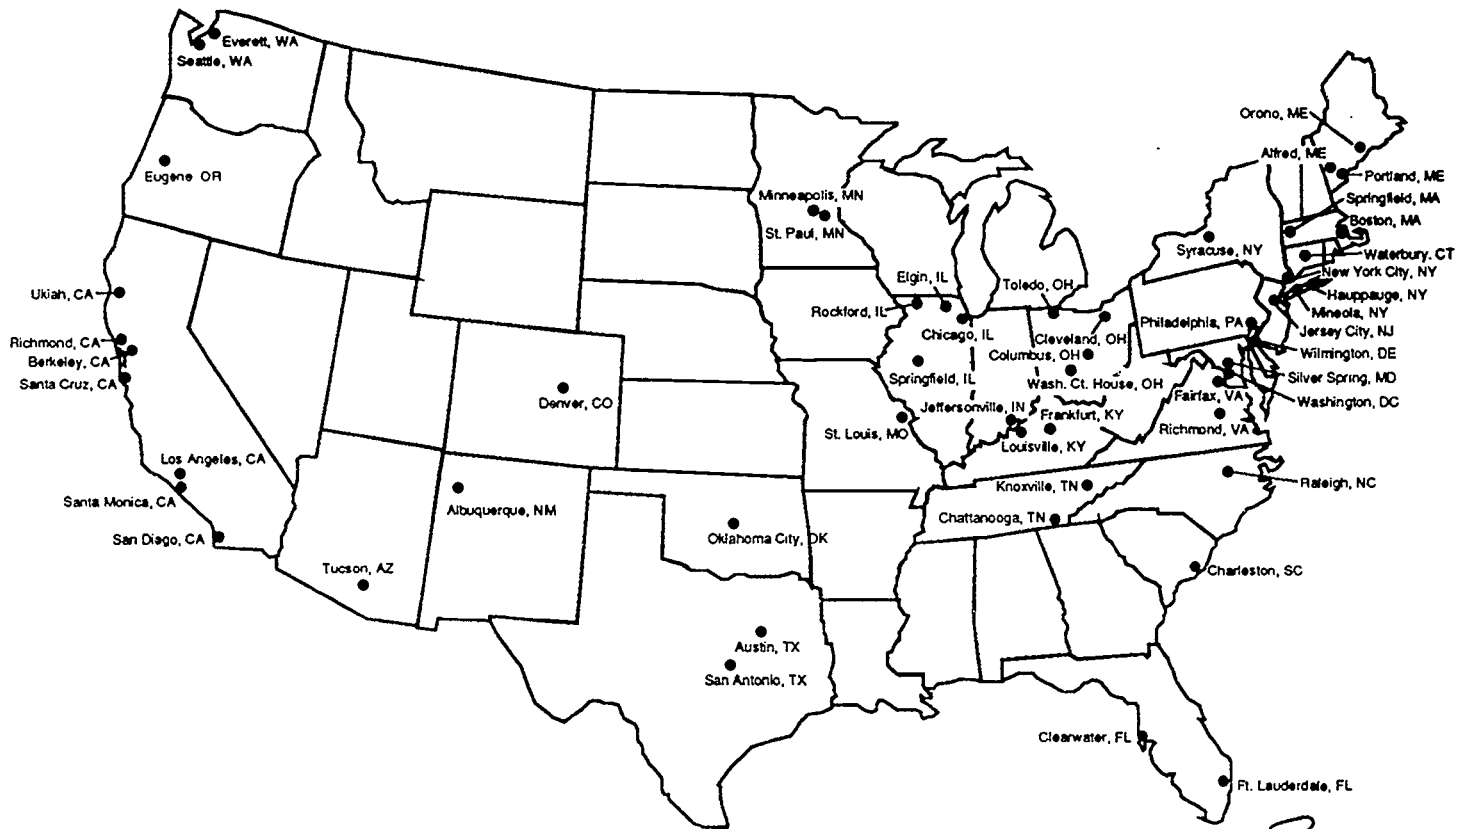 Everett, WA
Seattle, WA
Orono, ME
Alfred, ME
Eugene OR
Portland, ME
Minneapolis, MN
Springfield, MA
Boston, MA
St. Paul, MN
Syracuse, NY
Waterbury, CT
New York City, NY
Elgin, IL
Toledo, OH
Ukiah, CA
Hauppauge, NY
Rockford, IL
Mineola, NY
Philadelphia, PA
Jersey City, NJ
Chicago, IL
Cleveland, OH
Richmond, CA
Columbus, OH
Wilmington, DE
Berkeley, CA
Springfield, IL
Silver Spring, MD
Santa Cruz, CA
Wash. Ct. House, OH
Fairfax, VA
Denver, CO
Washington, DC
Jeffersonville, IN
Frankfurt, KY
St. Louis, MO
Richmond, VA
Louisville, KY
Los Angeles, CA
Knoxville, TN
Raleigh, NC
Santa Monica, CA
Albuquerque, NM
Chattanooga, TN
San Diego, CA
Oklahoma City, OK
Tucson, AZ
Charleston, SC
Austin, TX
San Antonio, TX
Clearwater, FL
Ft. Lauderdale, FL